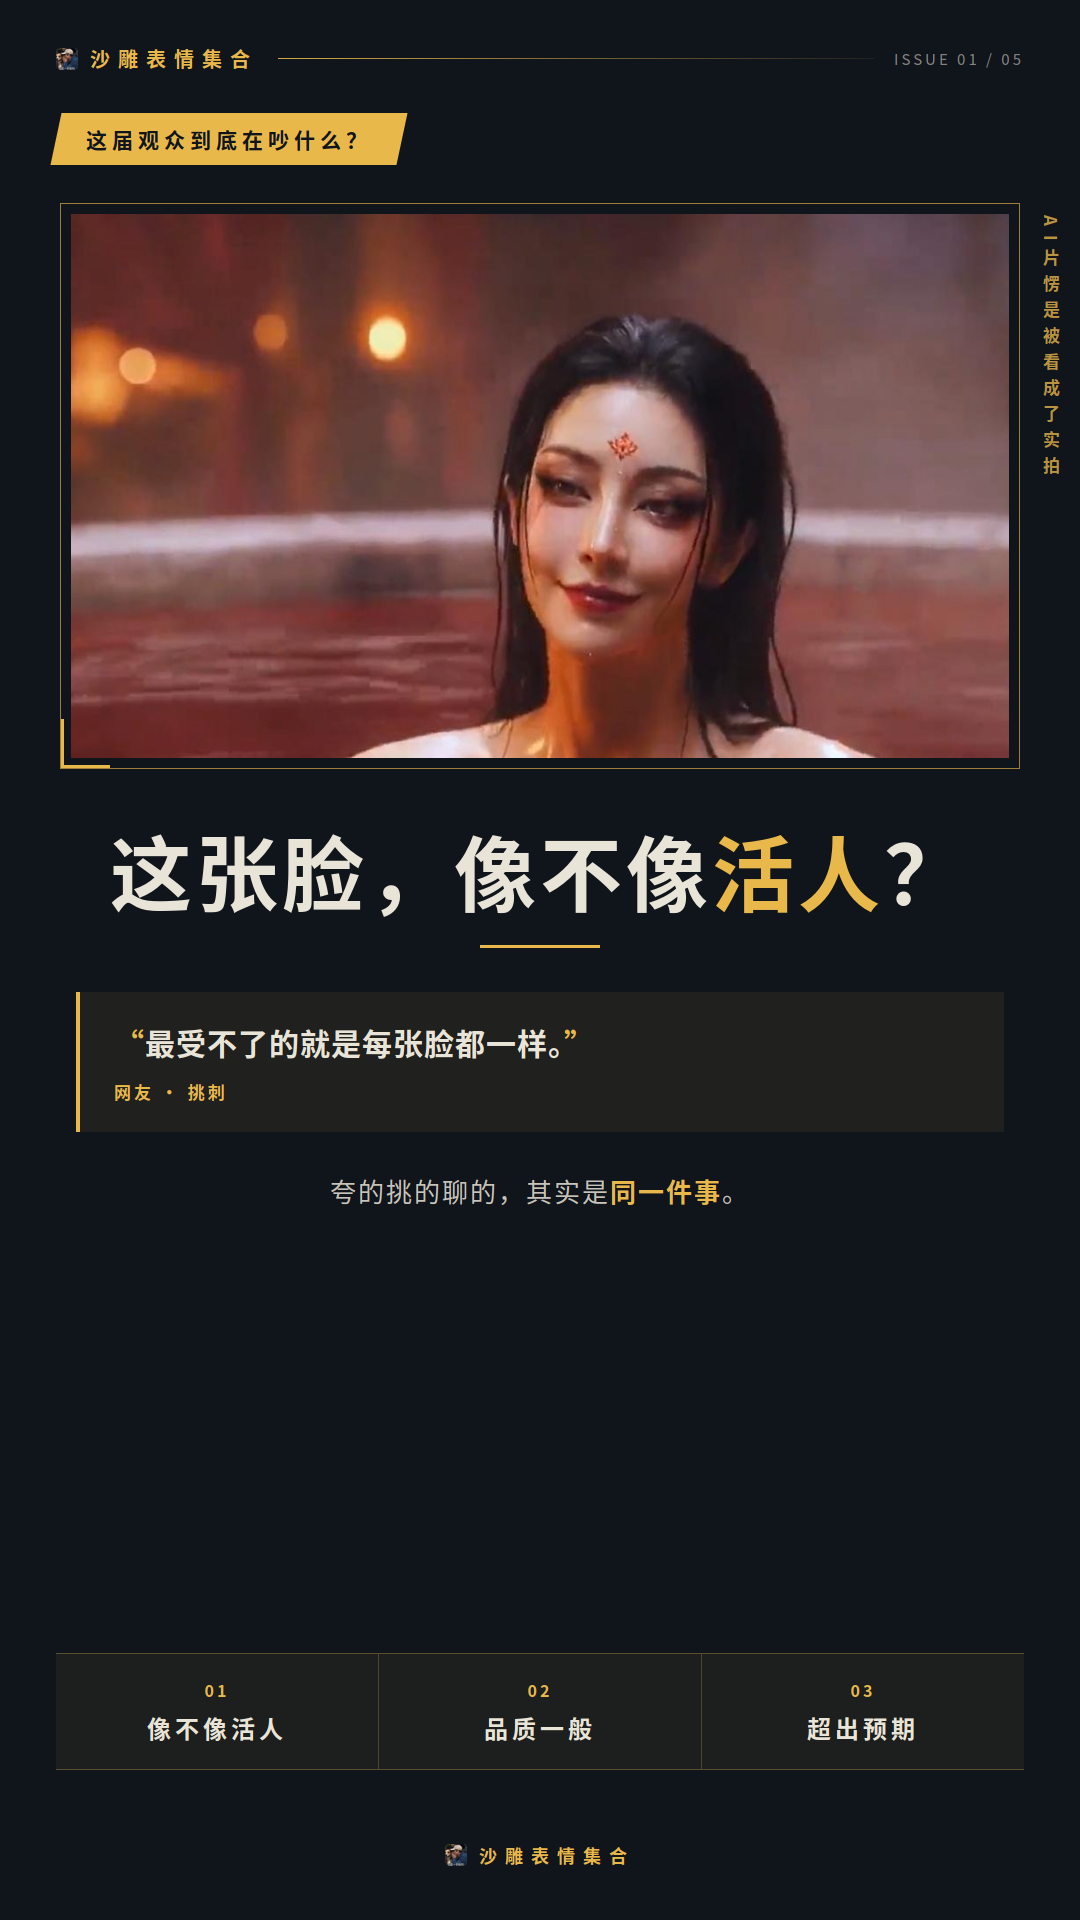 沙雕表情集合
ISSUE 01 / 05
这届观众到底在吵什么？
AI片愣是被看成了实拍
这张脸，像不像活人？
“最受不了的就是每张脸都一样。”
网友 · 挑刺
夸的挑的聊的，其实是同一件事。
01
像不像活人
02
品质一般
03
超出预期
沙雕表情集合